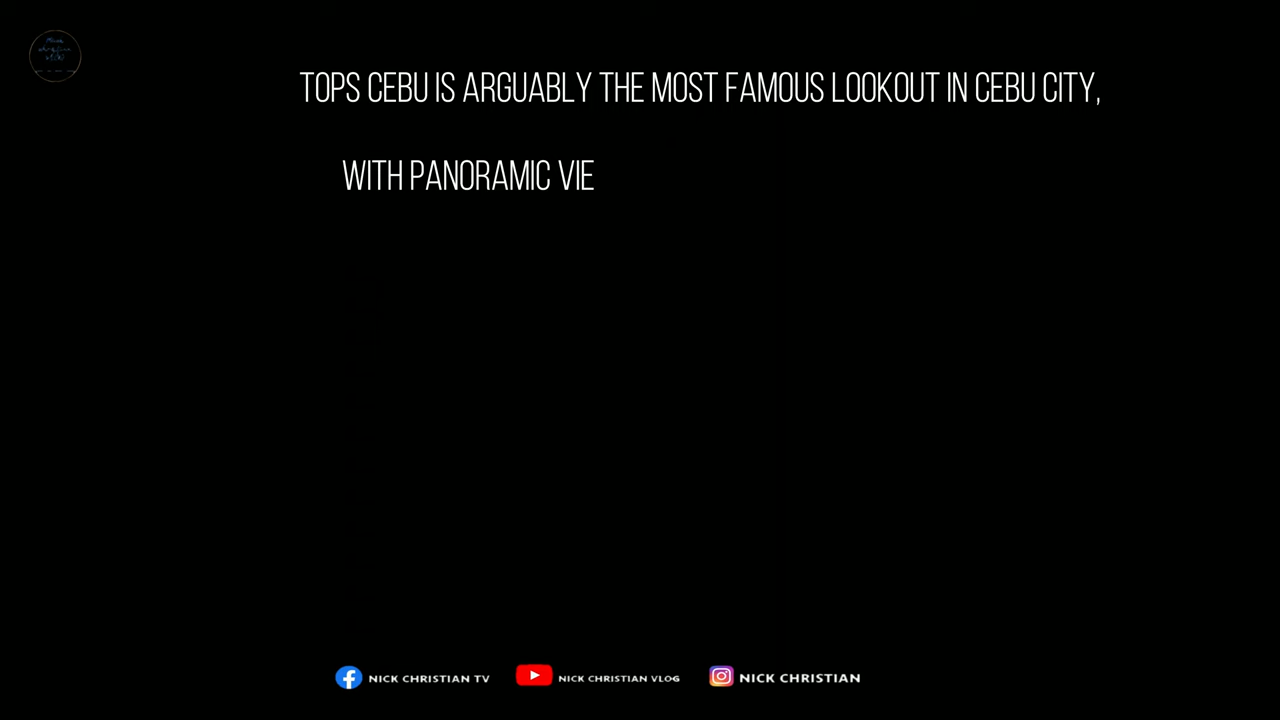 TOPS CEBU IS ARGUABLY THE MOST FAMOUS LOOKOUT IN CEBU CITY,
WITH PANORAMIC VIE
NICK CHRISTIAN TV
NICK CHRISTIAN VLOG
NICK CHRISTIAN